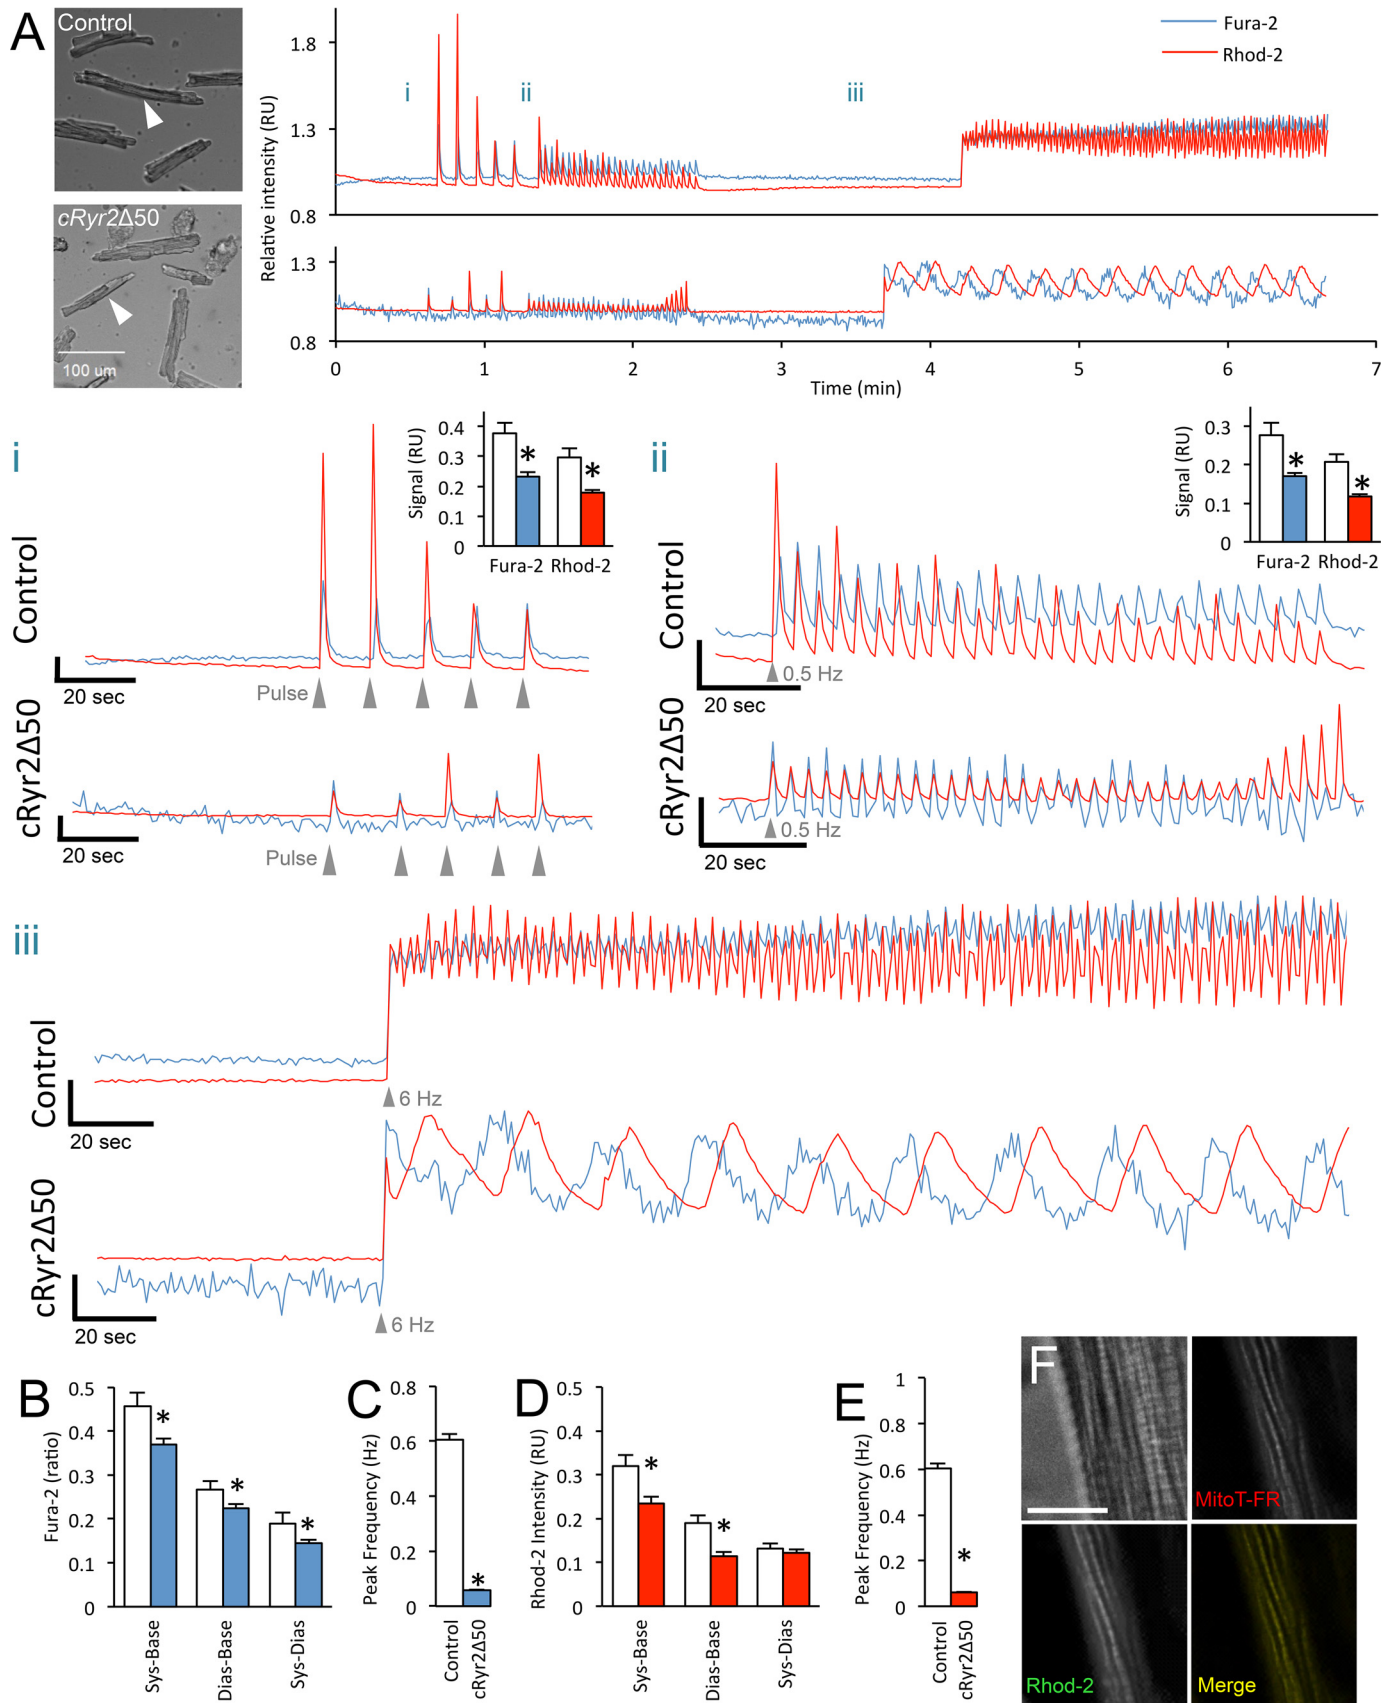 A
Control
cRyr2Δ50
100 um
Relative intensity (RU)
1.8
1.3
0.8
1.3
0.8
i
ii
iii
Fura-2
Rhod-2
0 1 2 3 4 5 6 7
Time (min)
i
Control
20 sec
Pulse
Signal (RU)
0.4
0.3
0.2
0.1
0
*
*
Fura-2 Rhod-2
cRyr2Δ50
20 sec
Pulse
ii
Control
20 sec
0.5 Hz
Signal (RU)
0.3
0.2
0.1
0
*
*
Fura-2 Rhod-2
cRyr2Δ50
20 sec
0.5 Hz
iii
Control
20 sec
6 Hz
cRyr2Δ50
20 sec
6 Hz
B
Fura-2 (ratio)
0.5
0.4
0.3
0.2
0.1
0
*
*
*
Sys-Base
Dias-Base
Sys-Dias
C
Peak Frequency (Hz)
0.8
0.6
0.4
0.2
0
*
Control
cRyr2Δ50
D
Rhod-2 Intensity (RU)
0.5
0.4
0.3
0.2
0.1
0
*
*
Sys-Base
Dias-Base
Sys-Dias
E
Peak Frequency (Hz)
1
0.8
0.6
0.4
0.2
0
*
Control
cRyr2Δ50
F
MitoT-FR
Rhod-2
Merge